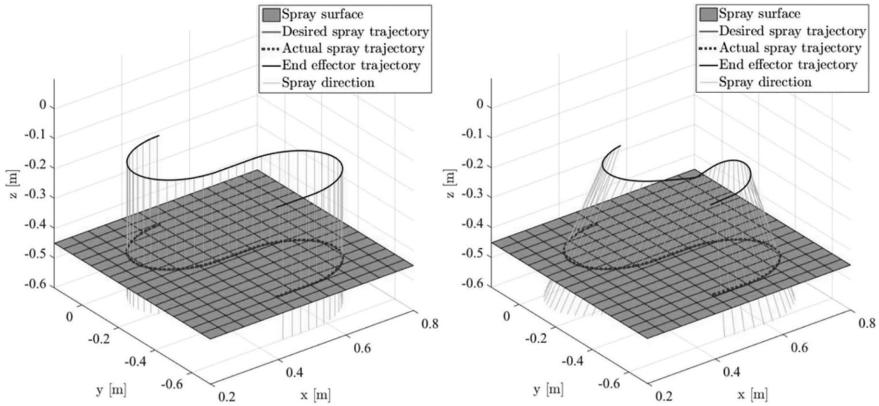 Spray surface
Desired spray trajectory
Actual spray trajectory
End effector trajectory
Spray direction
0
-0.1
-0.2
-0.3
-0.4
-0.5
-0.6
z [m]
0
-0.2
-0.4
-0.6
y [m]
0.2
0.4
0.6
0.8
x [m]
Spray surface
Desired spray trajectory
Actual spray trajectory
End effector trajectory
Spray direction
0
-0.1
-0.2
-0.3
-0.4
-0.5
-0.6
z [m]
0
-0.2
-0.4
-0.6
y [m]
0.2
0.4
0.6
0.8
x [m]